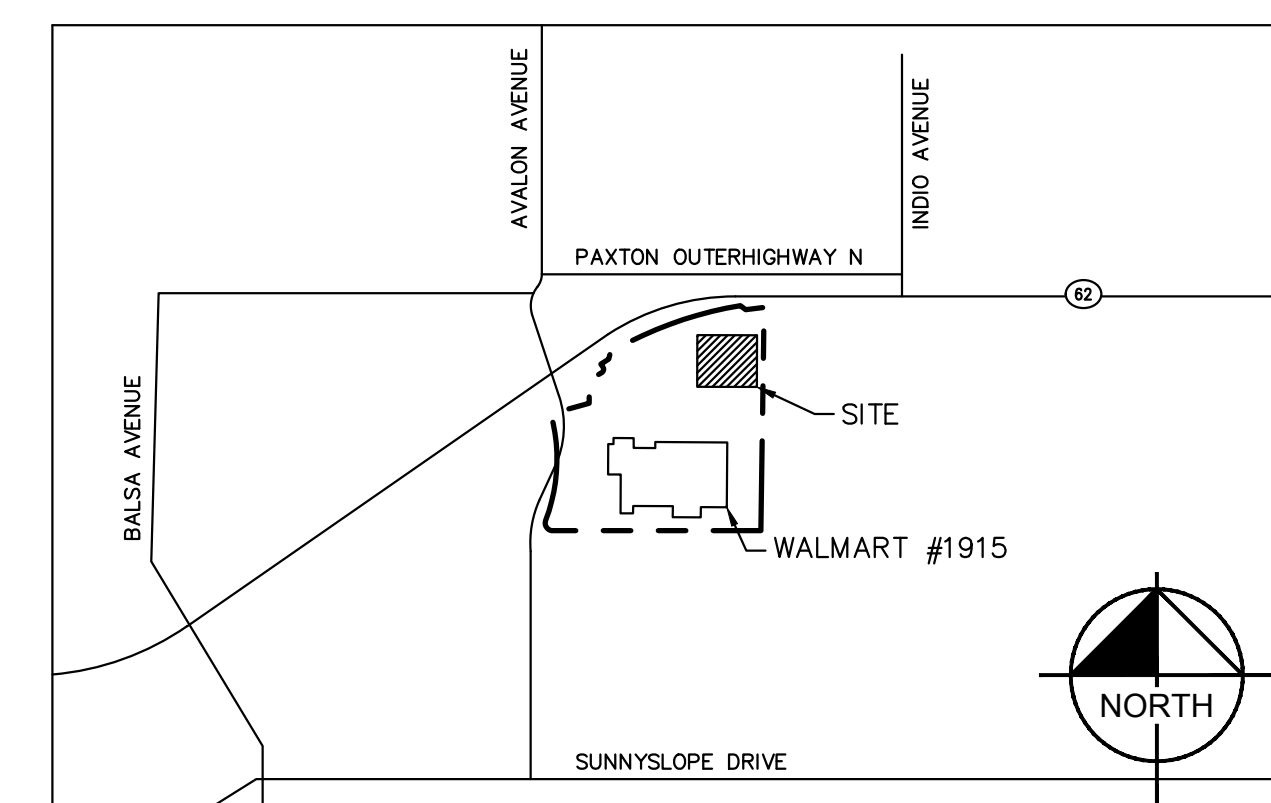 AVALON AVENUE
INDIO AVENUE
PAXTON OUTERHIGHWAY N
62
BALSA AVENUE
SITE
WALMART #1915
NORTH
SUNNYSLOPE DRIVE